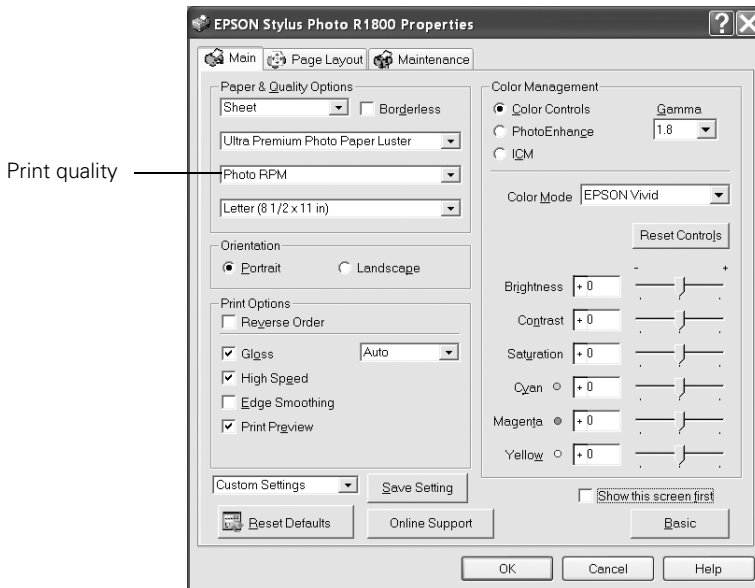 EPSON Stylus Photo R1800 Properties
Main
Page Layout
Maintenance
Paper & Quality Options
Sheet
Borderless
Ultra Premium Photo Paper Luster
Print quality
Photo RPM
Letter (8 1/2 x 11 in)
Orientation
Portrait
Landscape
Print Options
Reverse Order
Gloss
Auto
High Speed
Edge Smoothing
Print Preview
Custom Settings
Save Setting
Reset Defaults
Online Support
Color Management
Color Controls
PhotoEnhance
ICM
Gamma
1.8
Color Mode
EPSON Vivid
Reset Controls
- +
Brightness + 0
Contrast + 0
Saturation + 0
Cyan + 0
Magenta + 0
Yellow + 0
Show this screen first
Basic
OK
Cancel
Help